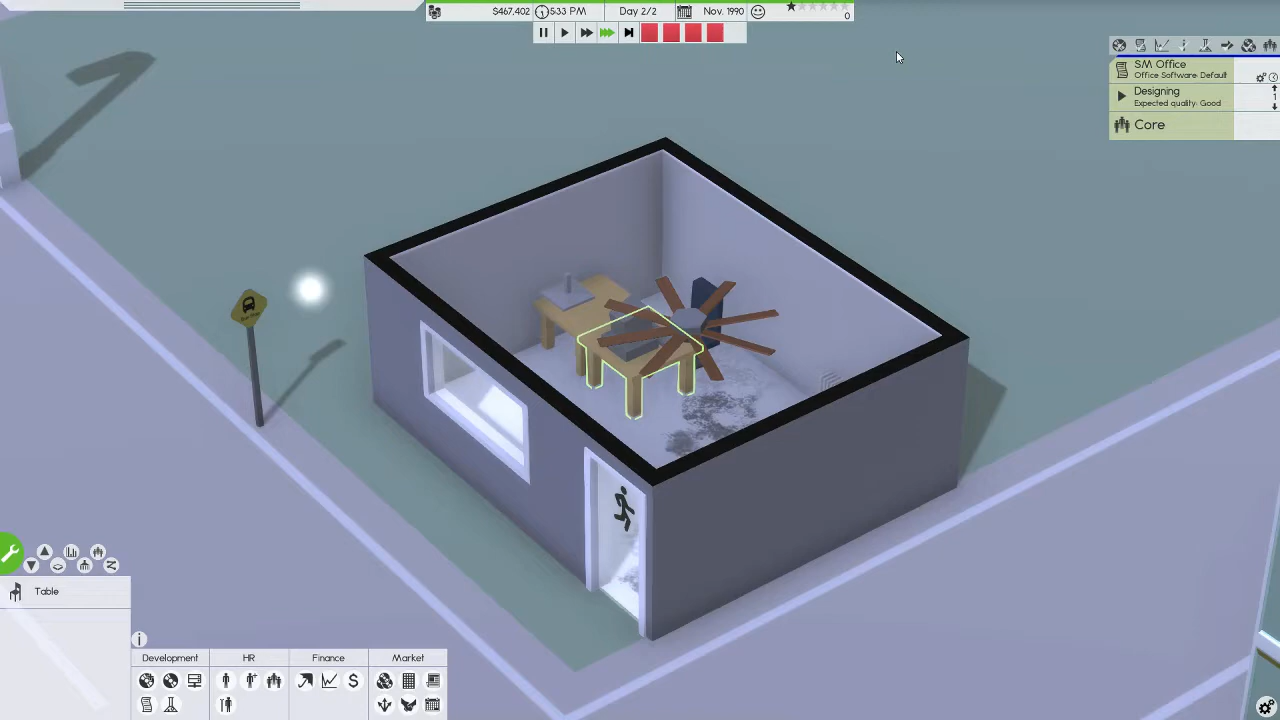 $467.402
5:33 PM
Day 2/2
Nov. 1990
0
SM Office
Office Software: Default
Designing
Expected quality: Good
1
Core
Table
Development
HR
Finance
Market